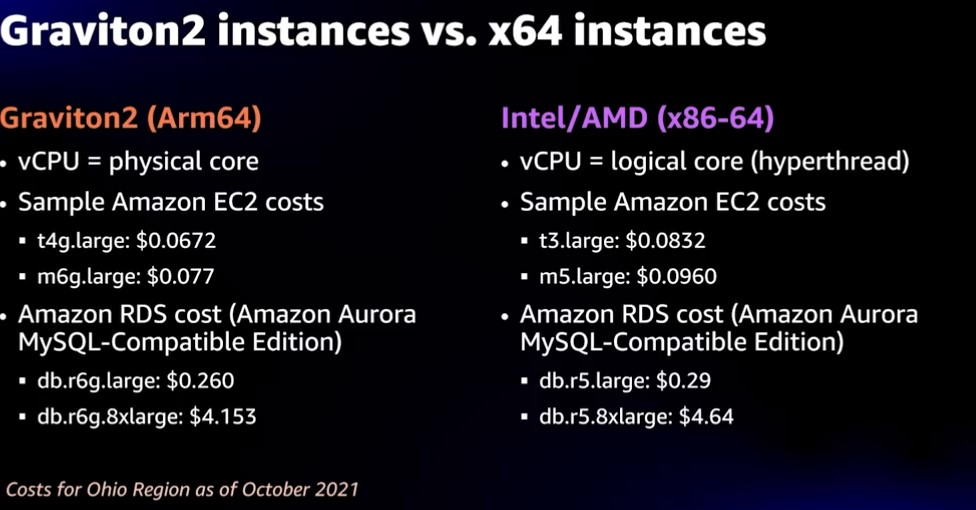 Graviton2 instances vs. x64 instances
Graviton2 (Arm64)
• vCPU = physical core
• Sample Amazon EC2 costs
▪ t4g.large: $0.0672
▪ m6g.large: $0.077
• Amazon RDS cost (Amazon Aurora
MySQL-Compatible Edition)
▪ db.r6g.large: $0.260
▪ db.r6g.8xlarge: $4.153
Intel/AMD (x86-64)
• vCPU = logical core (hyperthread)
• Sample Amazon EC2 costs
▪ t3.large: $0.0832
▪ m5.large: $0.0960
• Amazon RDS cost (Amazon Aurora
MySQL-Compatible Edition)
▪ db.r5.large: $0.29
▪ db.r5.8xlarge: $4.64
Costs for Ohio Region as of October 2021